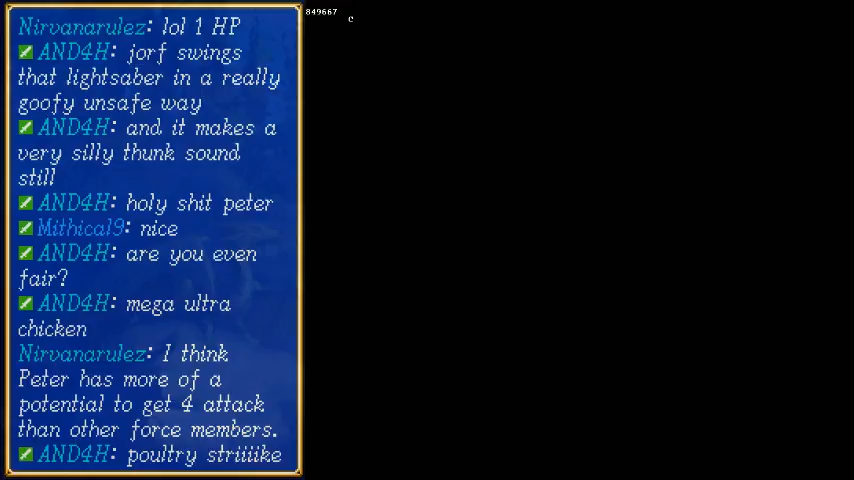 Nirvanarulez: lol 1 HP
AND4H: jorf swings
that lightsaber in a really
goofy unsafe way
AND4H: and it makes a
very silly thunk sound
still
AND4H: holy shit peter
Mithical9: nice
AND4H: are you even
fair?
AND4H: mega ultra
chicken
Nirvanarulez: I think
Peter has more of a
potential to get 4 attack
than other force members.
AND4H: poultry striiiike
849667
c